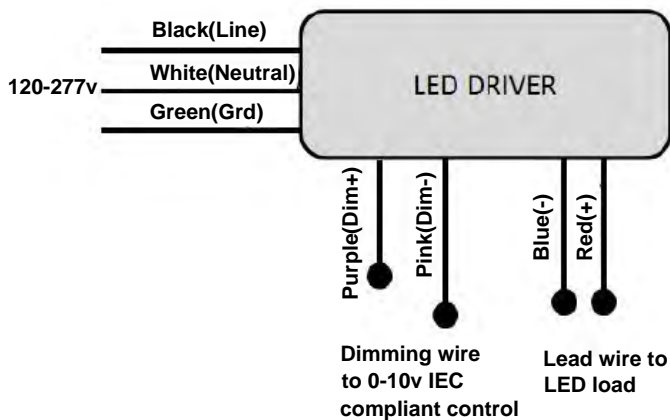 Black(Line)
White(Neutral)
120-277v
Green(Grd)
LED DRIVER
Purple(Dim+)
Pink(Dim-)
Blue(-)
Red(+)
Dimming wire
to 0-10v IEC
compliant control
Lead wire to
LED load